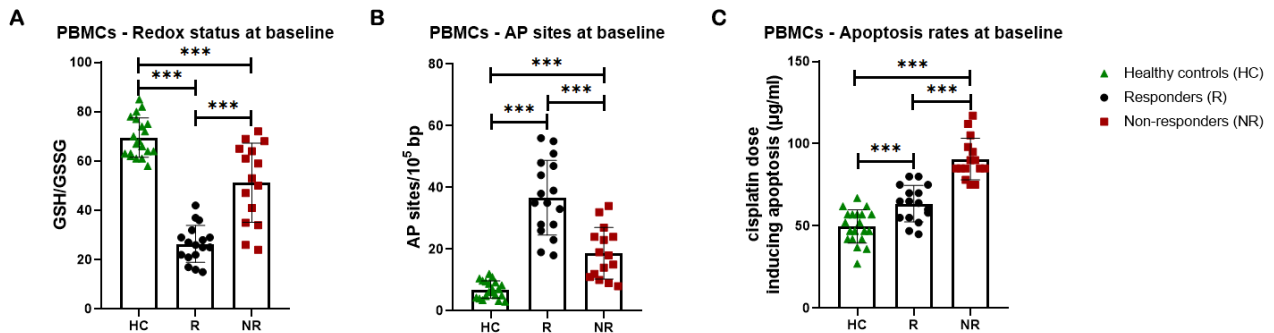 A
PBMCs - Redox status at baseline
***
***
***
GSH/GSSG
100
80
60
40
20
0
HC
R
NR
B
PBMCs - AP sites at baseline
***
***
***
AP sites/10⁵ bp
80
60
40
20
0
HC
R
NR
C
PBMCs - Apoptosis rates at baseline
***
***
***
cisplatin dose
inducing apoptosis (µg/ml)
150
100
50
0
HC
R
NR
Healthy controls (HC)
Responders (R)
Non-responders (NR)